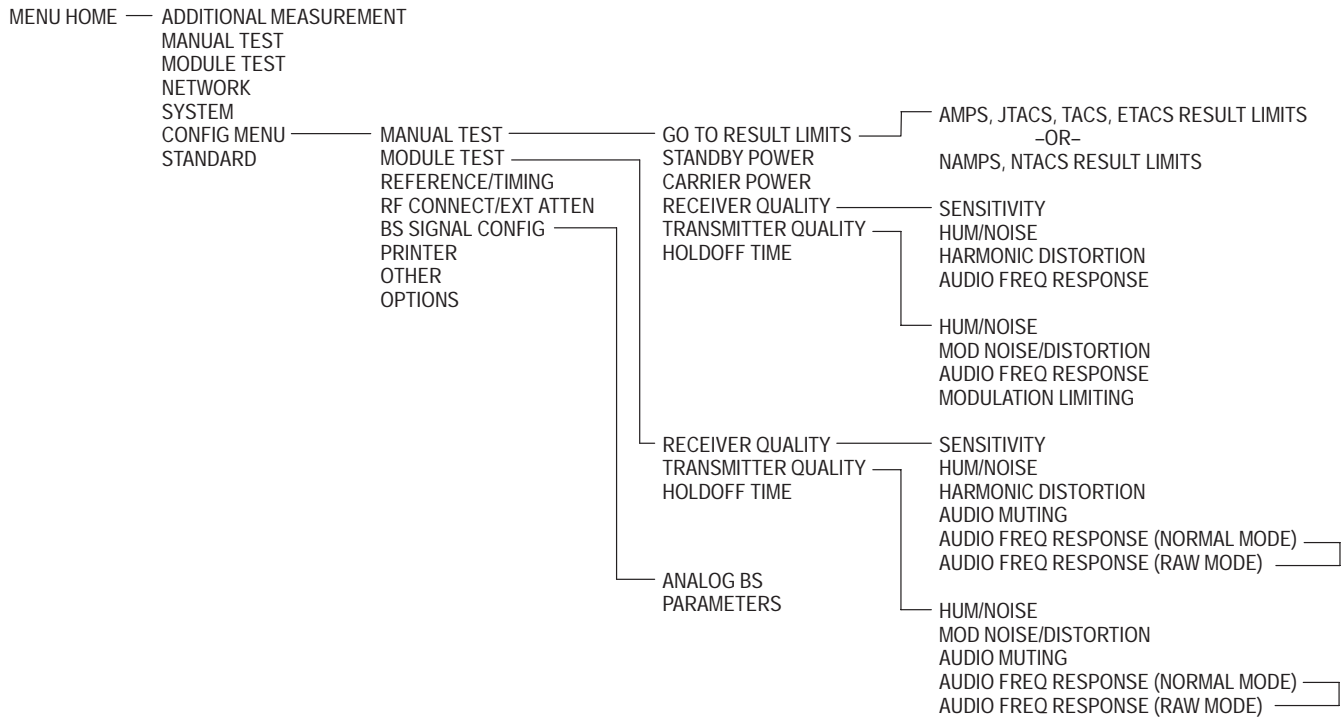 MENU HOME
ADDITIONAL MEASUREMENT
MANUAL TEST
MODULE TEST
NETWORK
SYSTEM
CONFIG MENU
STANDARD
MANUAL TEST
MODULE TEST
REFERENCE/TIMING
RF CONNECT/EXT ATTEN
BS SIGNAL CONFIG
PRINTER
OTHER
OPTIONS
GO TO RESULT LIMITS
STANDBY POWER
CARRIER POWER
RECEIVER QUALITY
TRANSMITTER QUALITY
HOLDOFF TIME
AMPS, JTACS, TACS, ETACS RESULT LIMITS
–OR–
NAMPS, NTACS RESULT LIMITS
SENSITIVITY
HUM/NOISE
HARMONIC DISTORTION
AUDIO FREQ RESPONSE
HUM/NOISE
MOD NOISE/DISTORTION
AUDIO FREQ RESPONSE
MODULATION LIMITING
RECEIVER QUALITY
TRANSMITTER QUALITY
HOLDOFF TIME
SENSITIVITY
HUM/NOISE
HARMONIC DISTORTION
AUDIO MUTING
AUDIO FREQ RESPONSE (NORMAL MODE)
AUDIO FREQ RESPONSE (RAW MODE)
HUM/NOISE
MOD NOISE/DISTORTION
AUDIO MUTING
AUDIO FREQ RESPONSE (NORMAL MODE)
AUDIO FREQ RESPONSE (RAW MODE)
ANALOG BS
PARAMETERS